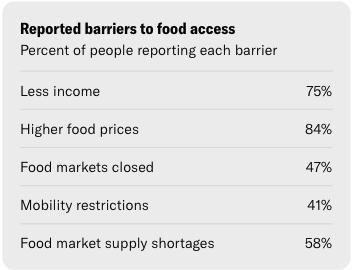 Reported barriers to food access
Percent of people reporting each barrier
Less income 75%
Higher food prices 84%
Food markets closed 47%
Mobility restrictions 41%
Food market supply shortages 58%